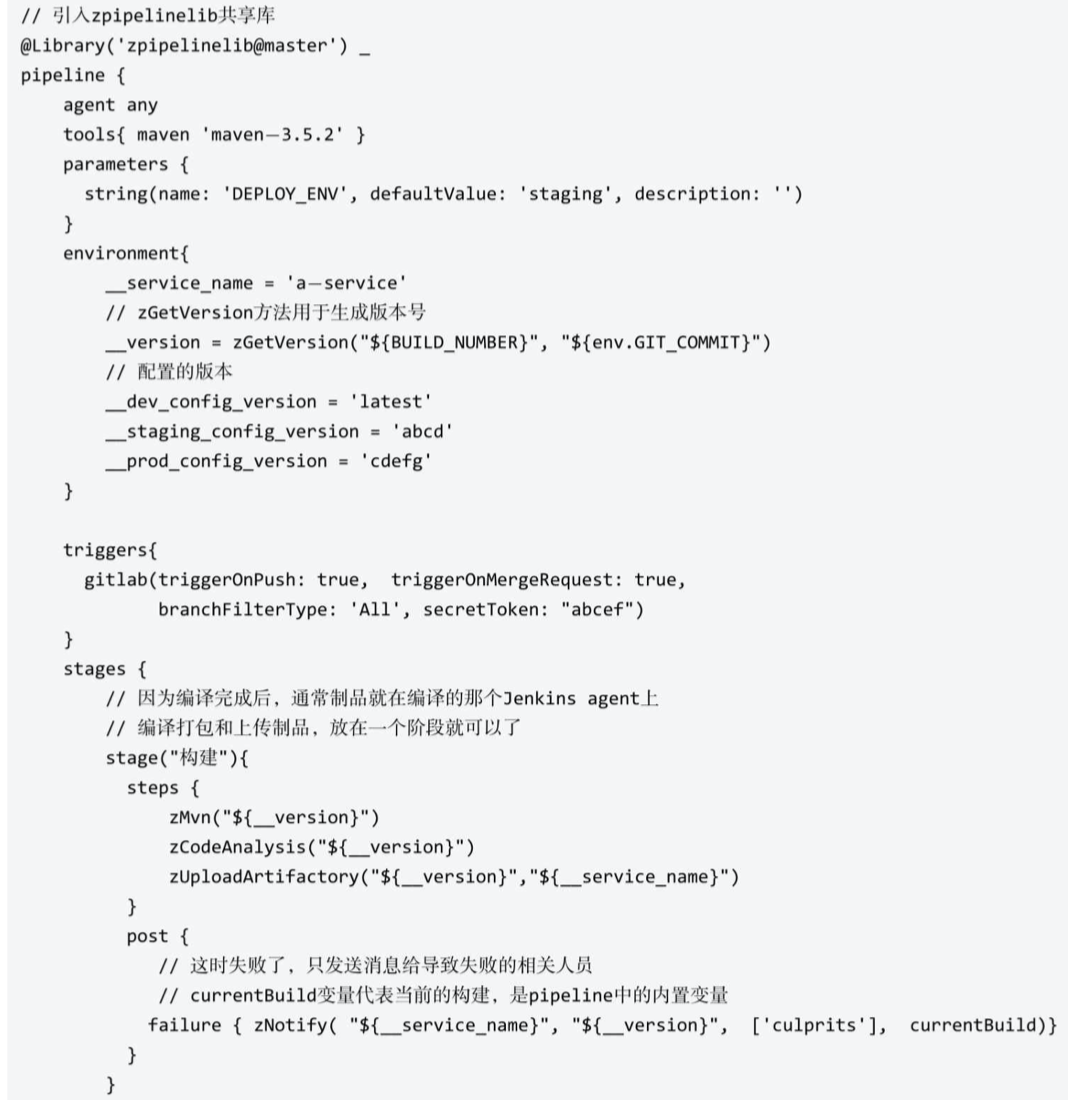 // 引入zpipelinelib共享库
@Library('zpipelinelib@master') _
pipeline {
    agent any
    tools{ maven 'maven—3.5.2' }
    parameters {
      string(name: 'DEPLOY_ENV', defaultValue: 'staging', description: '')
    }
    environment{
        __service_name = 'a—service'
        // zGetVersion方法用于生成版本号
        __version = zGetVersion("${BUILD_NUMBER}", "${env.GIT_COMMIT}")
        // 配置的版本
        __dev_config_version = 'latest'
        __staging_config_version = 'abcd'
        __prod_config_version = 'cdefg'
    }

    triggers{
      gitlab(triggerOnPush: true,  triggerOnMergeRequest: true,
             branchFilterType: 'All', secretToken: "abcef")
    }
    stages {
        // 因为编译完成后，通常制品就在编译的那个Jenkins agent上
        // 编译打包和上传制品，放在一个阶段就可以了
        stage("构建"){
          steps {
              zMvn("${__version}")
              zCodeAnalysis("${__version}")
              zUploadArtifactory("${__version}","${__service_name}")
          }
          post {
             // 这时失败了，只发送消息给导致失败的相关人员
             // currentBuild变量代表当前的构建，是pipeline中的内置变量
            failure { zNotify( "${__service_name}", "${__version}",  ['culprits'],  currentBuild)}
          }
        }